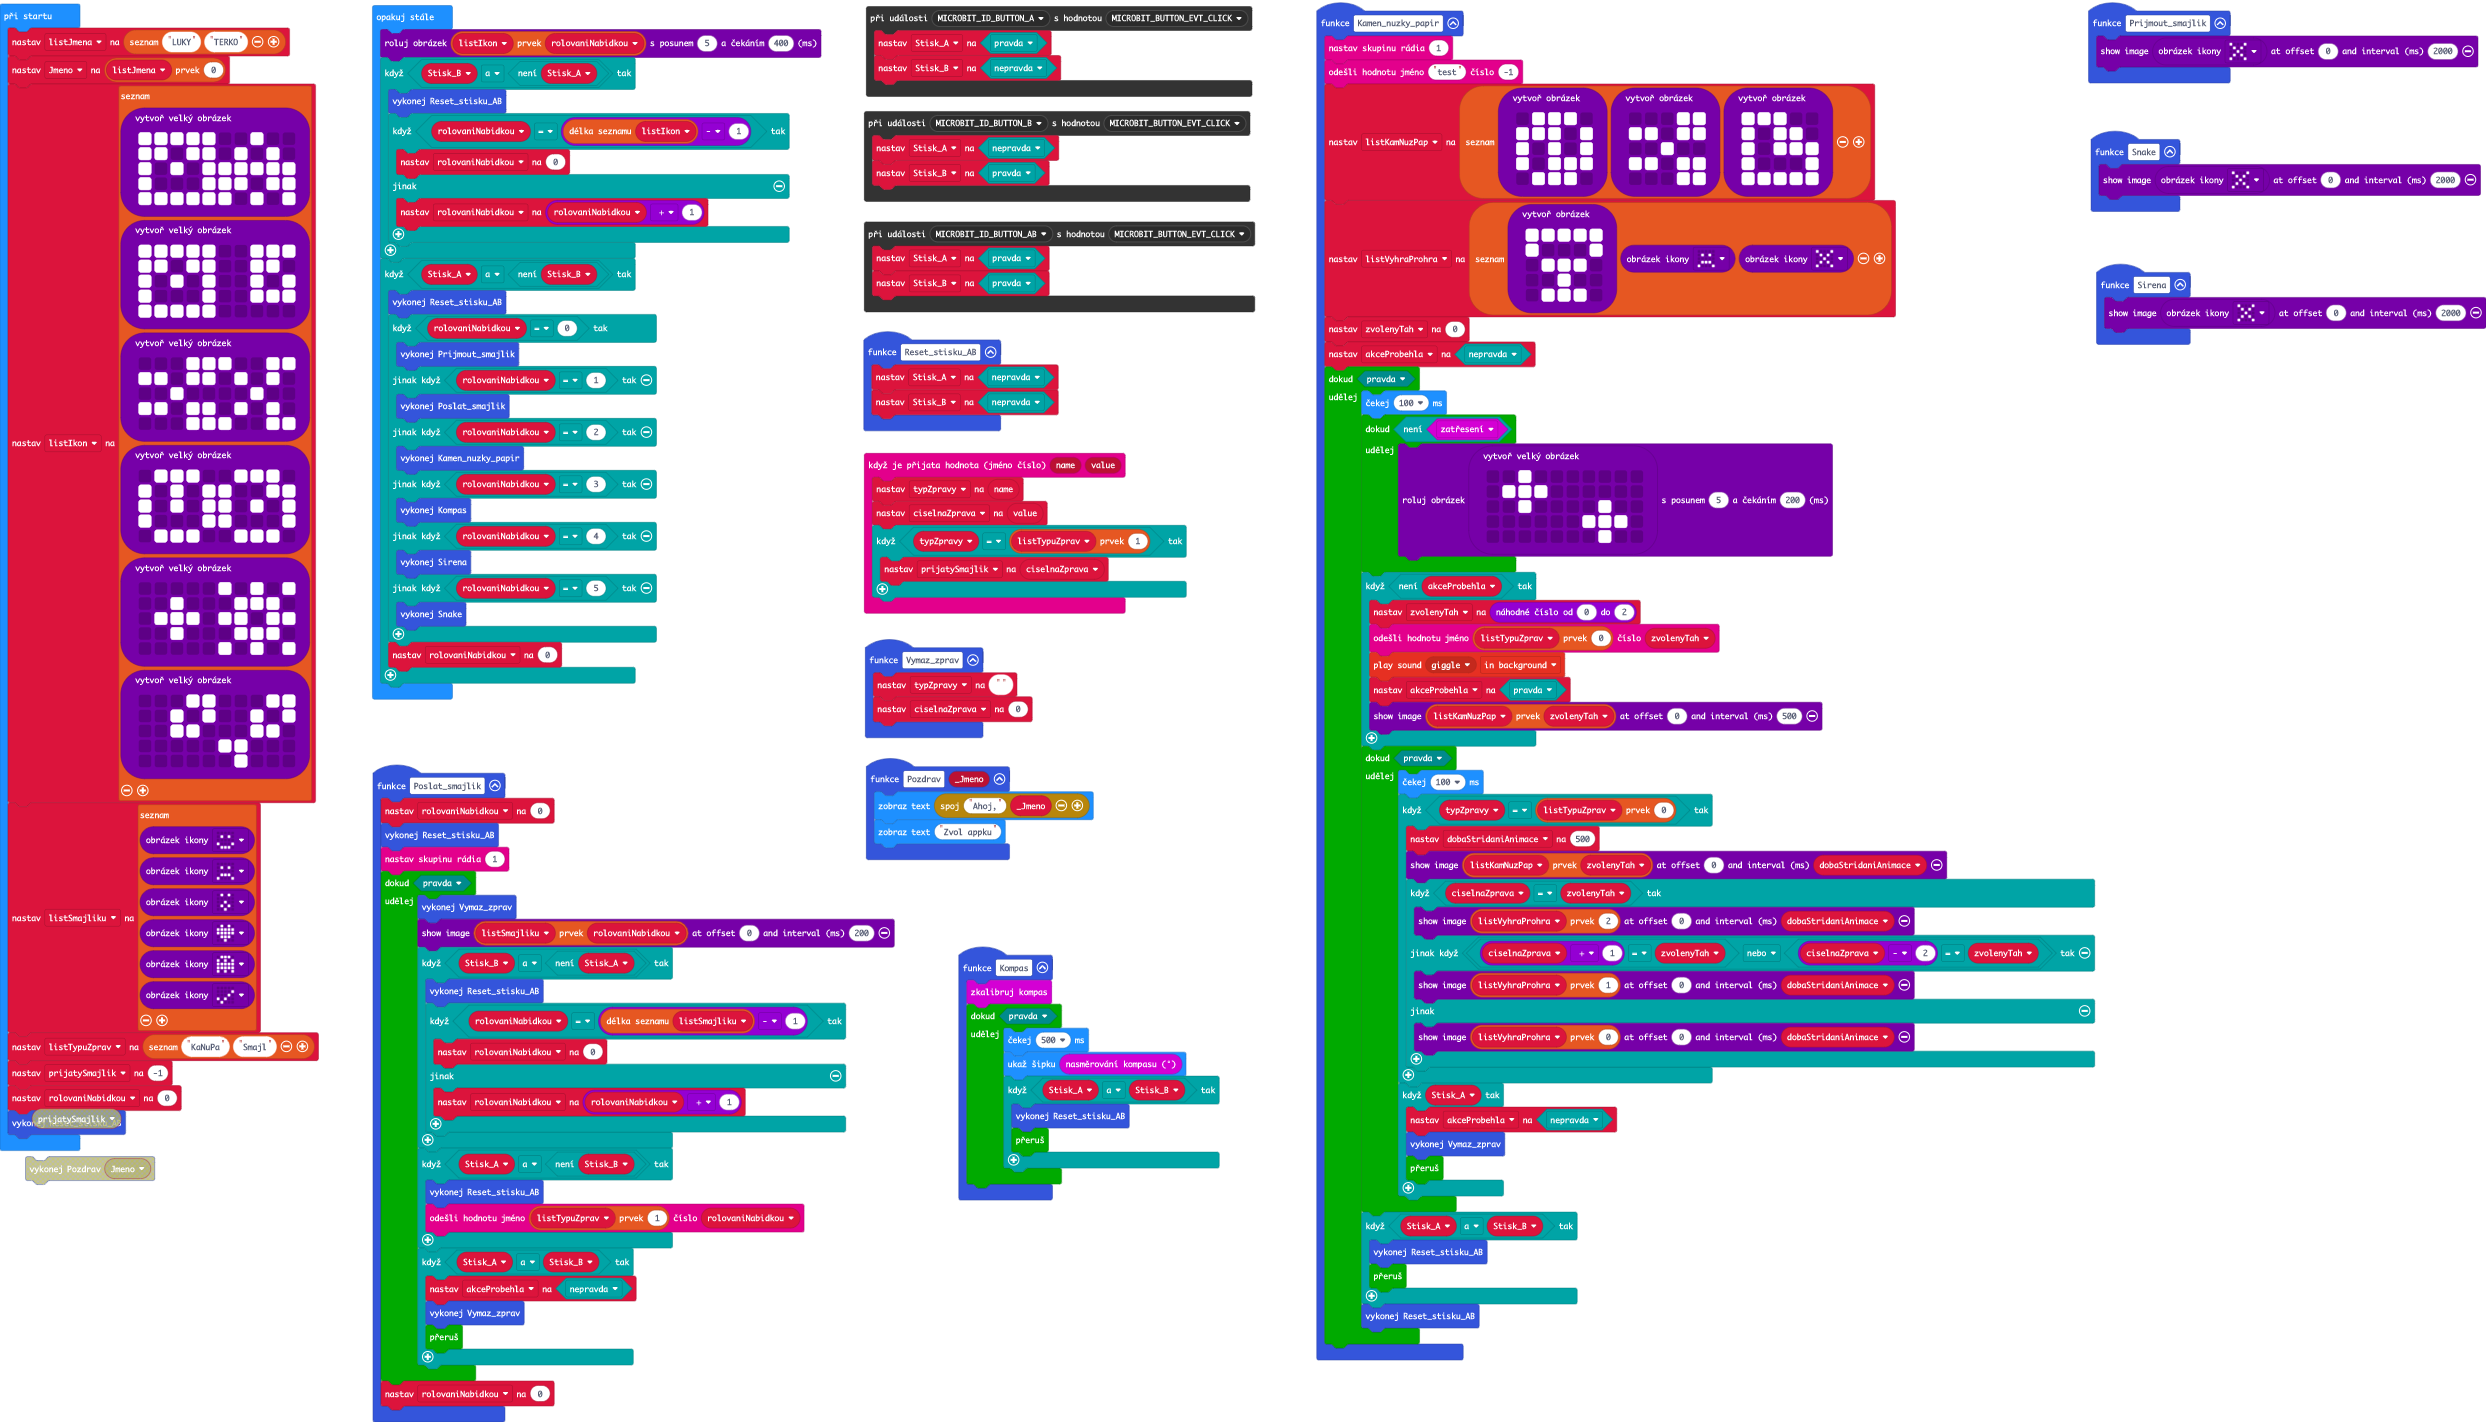 při startu
nastav listJmena na seznam "LUKY" "TERKO"
nastav Jmeno na listJmena prvek 0
nastav listIkon na
seznam
vytvoř velký obrázek
vytvoř velký obrázek
vytvoř velký obrázek
vytvoř velký obrázek
vytvoř velký obrázek
vytvoř velký obrázek
nastav listSmajliku na
seznam
obrázek ikony
obrázek ikony
obrázek ikony
obrázek ikony
obrázek ikony
obrázek ikony
nastav listTypuZprav na seznam "KaNuPa" "Smajl"
nastav prijatySmajlik na -1
nastav rolovaniNabidkou na 0
prijatySmajlik
vykonej Pozdrav Jmeno
opakuj stále
roluj obrázek listIkon prvek rolovaniNabidkou s posunem 5 a čekáním 400 (ms)
když Stisk_B a není Stisk_A tak
vykonej Reset_stisku_AB
když rolovaniNabidkou = délka seznamu listIkon - 1 tak
nastav rolovaniNabidkou na 0
jinak
nastav rolovaniNabidkou na rolovaniNabidkou + 1
když Stisk_A a není Stisk_B tak
vykonej Reset_stisku_AB
když rolovaniNabidkou = 0 tak
vykonej Prijmout_smajlik
jinak když rolovaniNabidkou = 1 tak
vykonej Poslat_smajlik
jinak když rolovaniNabidkou = 2 tak
vykonej Kamen_nuzky_papir
jinak když rolovaniNabidkou = 3 tak
vykonej Kompas
jinak když rolovaniNabidkou = 4 tak
vykonej Sirena
jinak když rolovaniNabidkou = 5 tak
vykonej Snake
nastav rolovaniNabidkou na 0
funkce Poslat_smajlik
nastav rolovaniNabidkou na 0
vykonej Reset_stisku_AB
nastav skupinu rádia 1
dokud pravda
udělej
vykonej Vymaz_zprav
show image listSmajliku prvek rolovaniNabidkou at offset 0 and interval (ms) 200
když Stisk_B a není Stisk_A tak
vykonej Reset_stisku_AB
když rolovaniNabidkou = délka seznamu listSmajliku - 1 tak
nastav rolovaniNabidkou na 0
jinak
nastav rolovaniNabidkou na rolovaniNabidkou + 1
když Stisk_A a není Stisk_B tak
vykonej Reset_stisku_AB
odešli hodnotu jméno listTypuZprav prvek 1 číslo rolovaniNabidkou
když Stisk_A a Stisk_B tak
nastav akceProbehla na nepravda
vykonej Vymaz_zprav
přeruš
nastav rolovaniNabidkou na 0
při události MICROBIT_ID_BUTTON_A s hodnotou MICROBIT_BUTTON_EVT_CLICK
nastav Stisk_A na pravda
nastav Stisk_B na nepravda
při události MICROBIT_ID_BUTTON_B s hodnotou MICROBIT_BUTTON_EVT_CLICK
nastav Stisk_A na nepravda
nastav Stisk_B na pravda
při události MICROBIT_ID_BUTTON_AB s hodnotou MICROBIT_BUTTON_EVT_CLICK
nastav Stisk_A na pravda
nastav Stisk_B na pravda
funkce Reset_stisku_AB
nastav Stisk_A na nepravda
nastav Stisk_B na nepravda
když je přijata hodnota (jméno číslo) name value
nastav typZpravy na name
nastav ciselnaZprava na value
když typZpravy = listTypuZprav prvek 1 tak
nastav prijatySmajlik na ciselnaZprava
funkce Vymaz_zprav
nastav typZpravy na ""
nastav ciselnaZprava na 0
funkce Pozdrav _Jmeno
zobraz text spoj "Ahoj," _Jmeno
zobraz text "Zvol appku"
funkce Kompas
zkalibruj kompas
dokud pravda
udělej
čekej 500 ms
ukaž šipku nasměrování kompasu (°)
když Stisk_A a Stisk_B tak
vykonej Reset_stisku_AB
přeruš
funkce Kamen_nuzky_papir
nastav skupinu rádia 1
odešli hodnotu jméno "test" číslo -1
vytvoř obrázek vytvoř obrázek vytvoř obrázek
nastav listKamNuzPap na seznam
vytvoř obrázek
nastav listVyhraProhra na seznam obrázek ikony obrázek ikony
nastav zvolenyTah na 0
nastav akceProbehla na nepravda
dokud pravda
udělej
čekej 100 ms
dokud není zatřesení
udělej
vytvoř velký obrázek
roluj obrázek s posunem 5 a čekáním 200 (ms)
když není akceProbehla tak
nastav zvolenyTah na náhodné číslo od 0 do 2
odešli hodnotu jméno listTypuZprav prvek 0 číslo zvolenyTah
play sound giggle in background
nastav akceProbehla na pravda
show image listKamNuzPap prvek zvolenyTah at offset 0 and interval (ms) 500
dokud pravda
udělej
čekej 100 ms
když typZpravy = listTypuZprav prvek 0 tak
nastav dobaStridaniAnimace na 500
show image listKamNuzPap prvek zvolenyTah at offset 0 and interval (ms) dobaStridaniAnimace
když ciselnaZprava = zvolenyTah tak
show image listVyhraProhra prvek 2 at offset 0 and interval (ms) dobaStridaniAnimace
jinak když ciselnaZprava + 1 = zvolenyTah nebo ciselnaZprava - 2 = zvolenyTah tak
show image listVyhraProhra prvek 1 at offset 0 and interval (ms) dobaStridaniAnimace
jinak
show image listVyhraProhra prvek 0 at offset 0 and interval (ms) dobaStridaniAnimace
když Stisk_A tak
nastav akceProbehla na nepravda
vykonej Vymaz_zprav
přeruš
když Stisk_A a Stisk_B tak
vykonej Reset_stisku_AB
přeruš
vykonej Reset_stisku_AB
funkce Prijmout_smajlik
show image obrázek ikony at offset 0 and interval (ms) 2000
funkce Snake
show image obrázek ikony at offset 0 and interval (ms) 2000
funkce Sirena
show image obrázek ikony at offset 0 and interval (ms) 2000